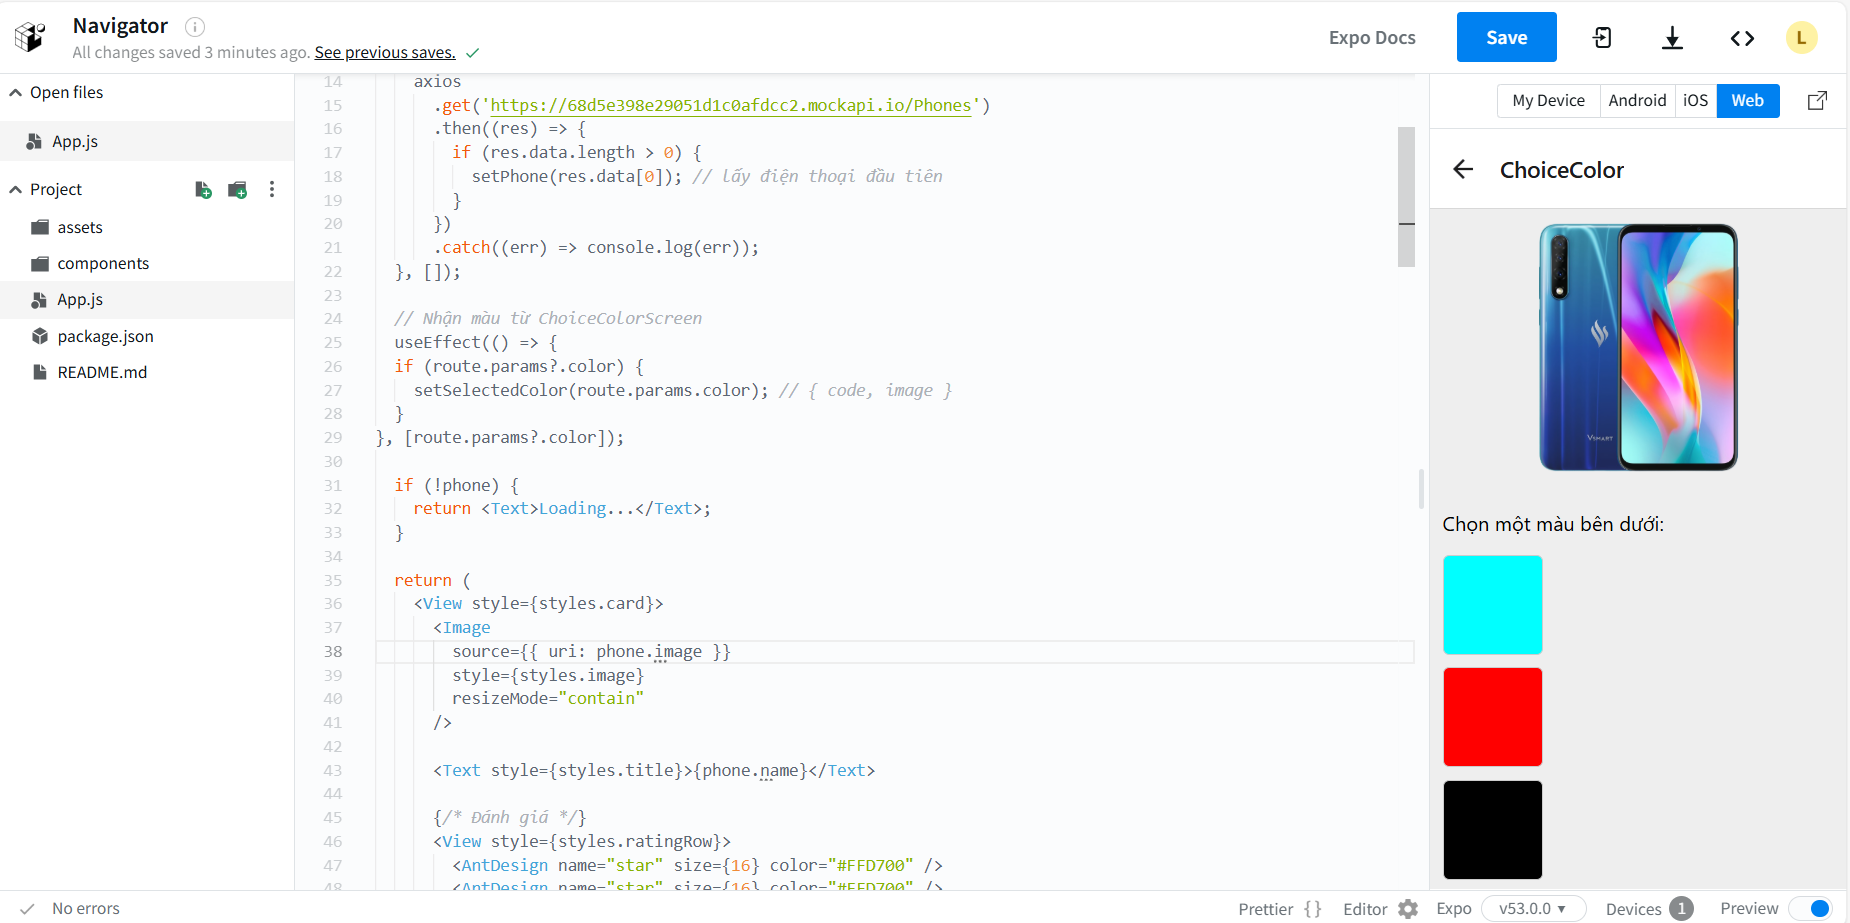 Navigator
All changes saved 3 minutes ago. See previous saves.
Expo Docs
Save
L
Open files
App.js
Project
assets
components
App.js
package.json
README.md
14 axios
15 .get('https://68d5e398e29051d1c0afdcc2.mockapi.io/Phones')
16 .then((res) => {
17 if (res.data.length > 0) {
18 setPhone(res.data[0]); // lấy điện thoại đầu tiên
19 }
20 })
21 .catch((err) => console.log(err));
22 }, []);
23
24 // Nhận màu từ ChoiceColorScreen
25 useEffect(() => {
26 if (route.params?.color) {
27 setSelectedColor(route.params.color); // { code, image }
28 }
29 }, [route.params?.color]);
30
31 if (!phone) {
32 return <Text>Loading...</Text>;
33 }
34
35 return (
36 <View style={styles.card}>
37 <Image
38 source={{ uri: phone.image }}
39 style={styles.image}
40 resizeMode="contain"
41 />
42
43 <Text style={styles.title}>{phone.name}</Text>
44
45 {/* Đánh giá */}
46 <View style={styles.ratingRow}>
47 <AntDesign name="star" size={16} color="#FFD700" />
48 <AntDesign name="star" size={16} color="#FFD700" />
My Device
Android
iOS
Web
ChoiceColor
VSMART
Chọn một màu bên dưới:
No errors
Prettier {}
Editor
Expo
v53.0.0
Devices 1
Preview